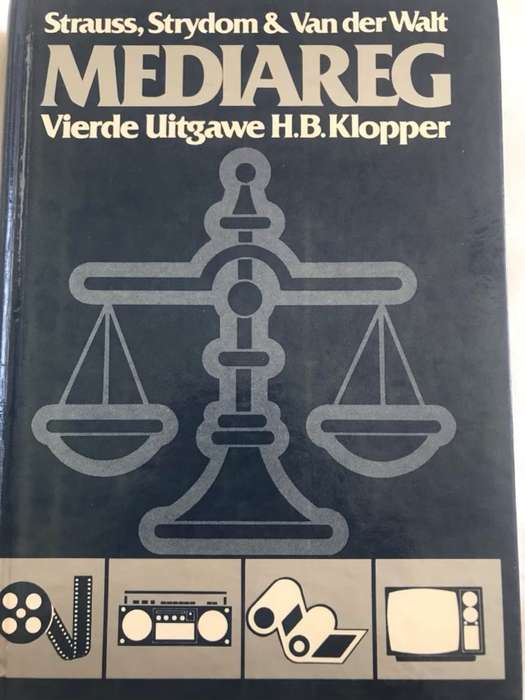 Strauss, Strydom & Van der Walt
MEDIAREG
Vierde Uitgawe H.B. Klopper